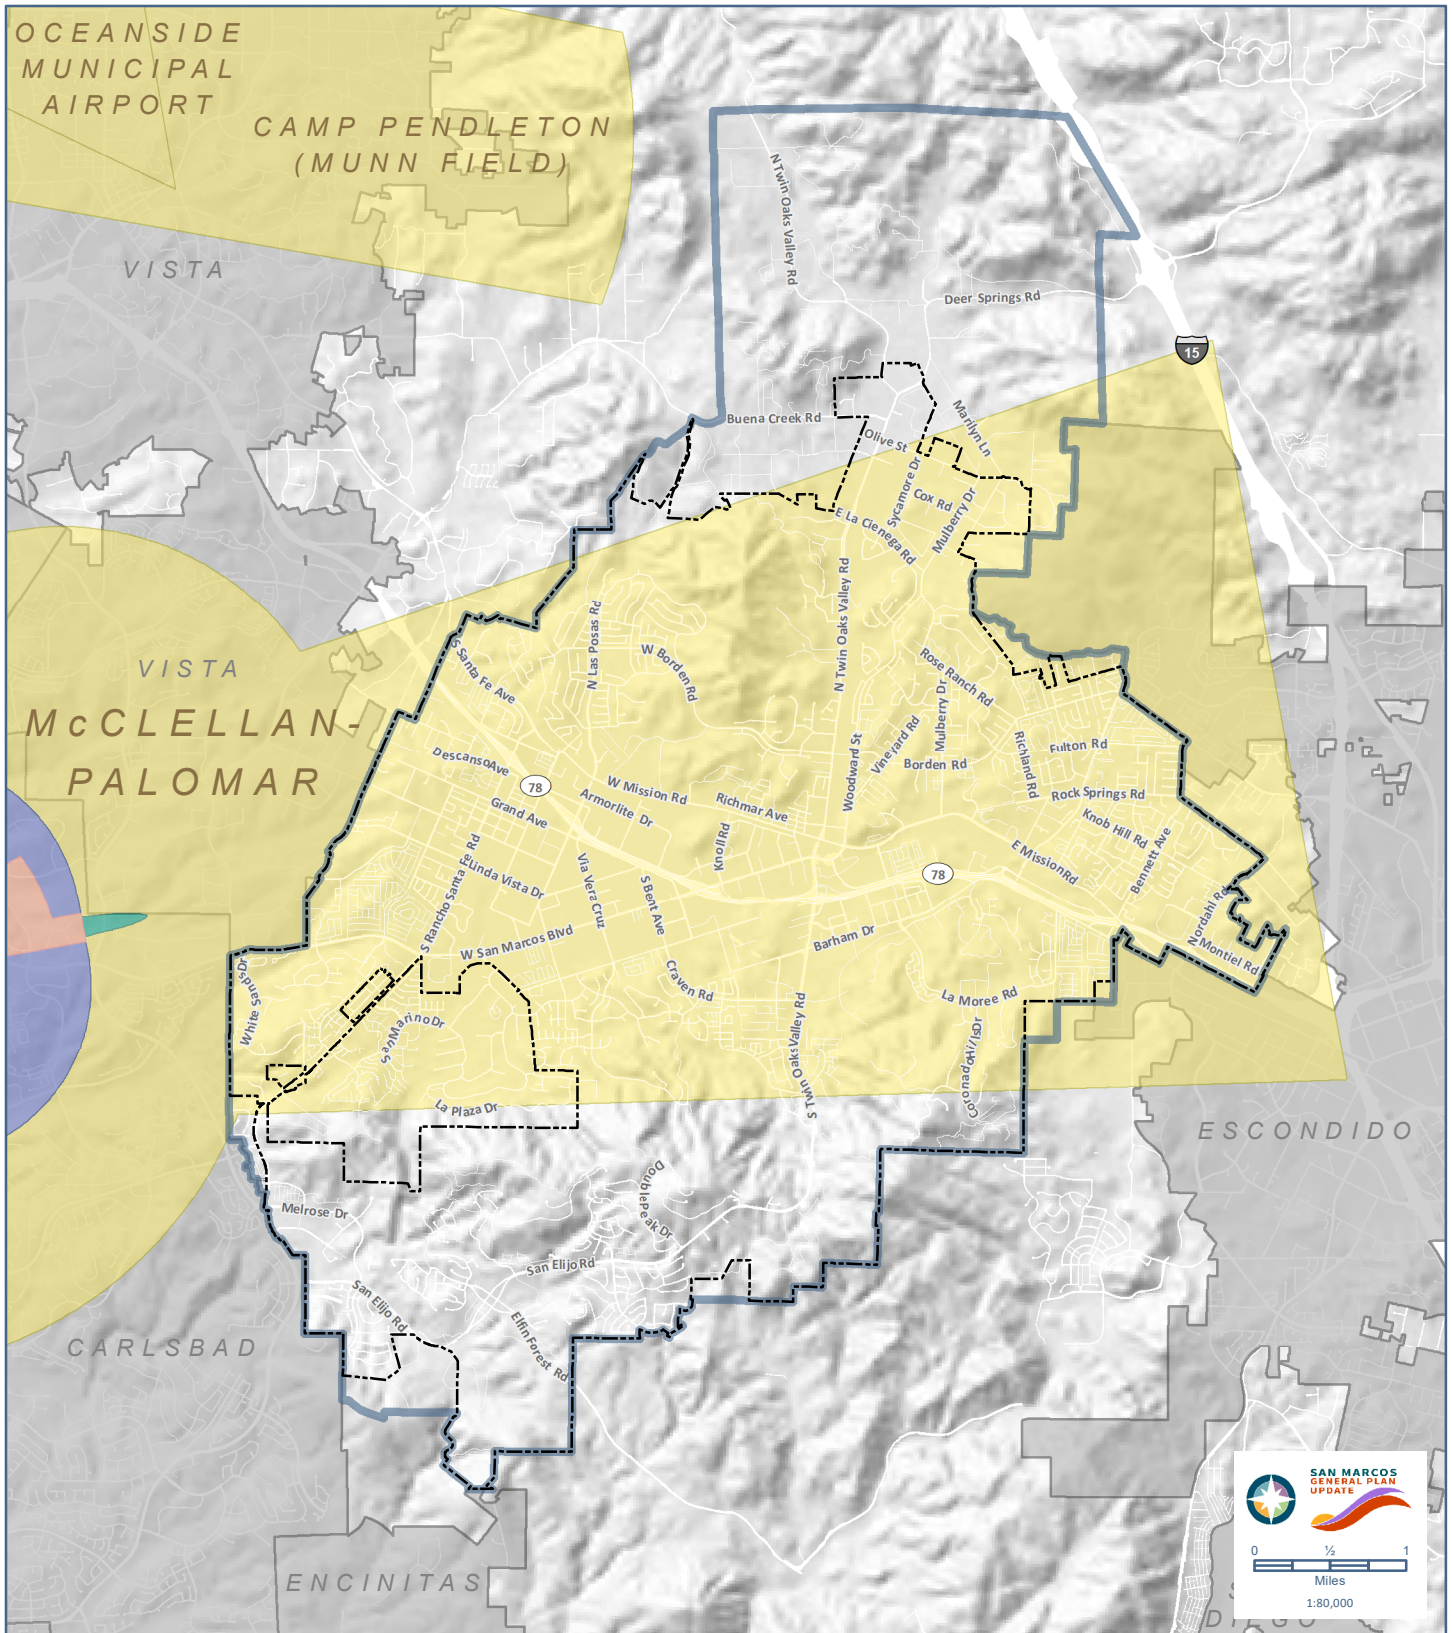 OCEANSIDE
MUNICIPAL
AIRPORT
CAMP PENDLETON
(MUNN FIELD)
VISTA
N Twin Oaks Valley Rd
Deer Springs Rd
15
Buena Creek Rd
Marilyn Ln
Olive St
Sycamore Dr
Cox Rd
Mulberry Dr
E La Cienega Rd
N Twin Oaks Valley Rd
N Las Posas Rd
W Borden Rd
S Santa Fe Ave
VISTA
McCLELLAN-
PALOMAR
Rose Ranch Rd
Mulberry Dr
Vineyard Rd
Borden Rd
Richland Rd
Fulton Rd
Woodward St
Descanso Ave
78
W Mission Rd
Armorlite Dr
Richmar Ave
Grand Ave
Knoll Rd
Rock Springs Rd
Knob Hill Rd
Bennett Ave
E Mission Rd
78
Linda Vista Dr
S Rancho Santa Fe Rd
Via Vera Cruz
S Bent Ave
W San Marcos Blvd
Barham Dr
Nordahl Rd
Montiel Rd
White Sands Dr
San Marino Dr
Craven Rd
La Moree Rd
S Twin Oaks Valley Rd
Coronado Hills Dr
La Plaza Dr
ESCONDIDO
Double Peak Dr
Melrose Dr
San Elijo Rd
San Elijo Rd
Elfin Forest Rd
CARLSBAD
ENCINITAS
SAN MARCOS
GENERAL PLAN
UPDATE
0 ½ 1
Miles
1:80,000